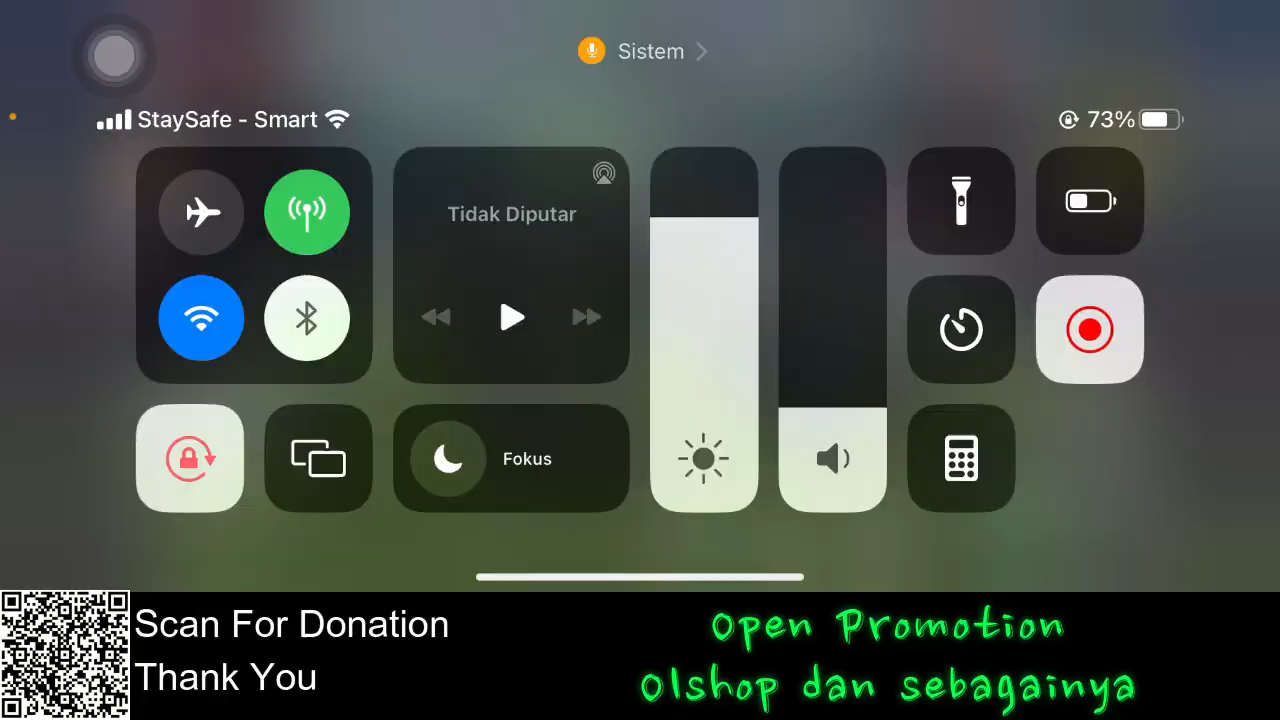 Sistem
StaySafe - Smart
73%
Tidak Diputar
Fokus
Scan For Donation
Thank You
Open Promotion
Olshop dan sebagainya